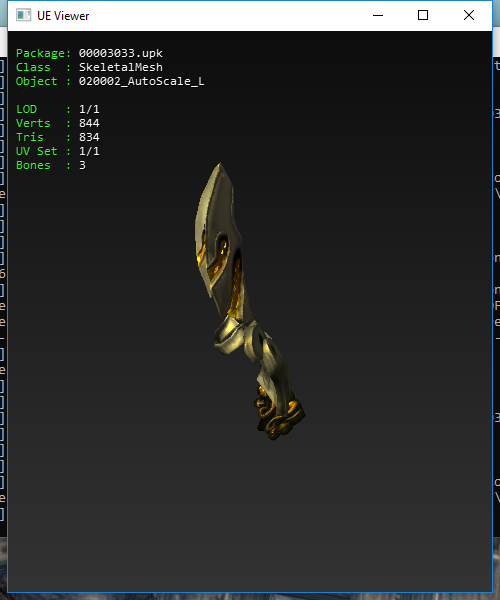 UE Viewer
Package: 00003033.upk
Class : SkeletalMesh
Object : 020002_AutoScale_L
LOD : 1/1
Verts : 844
Tris : 834
UV Set : 1/1
Bones : 3